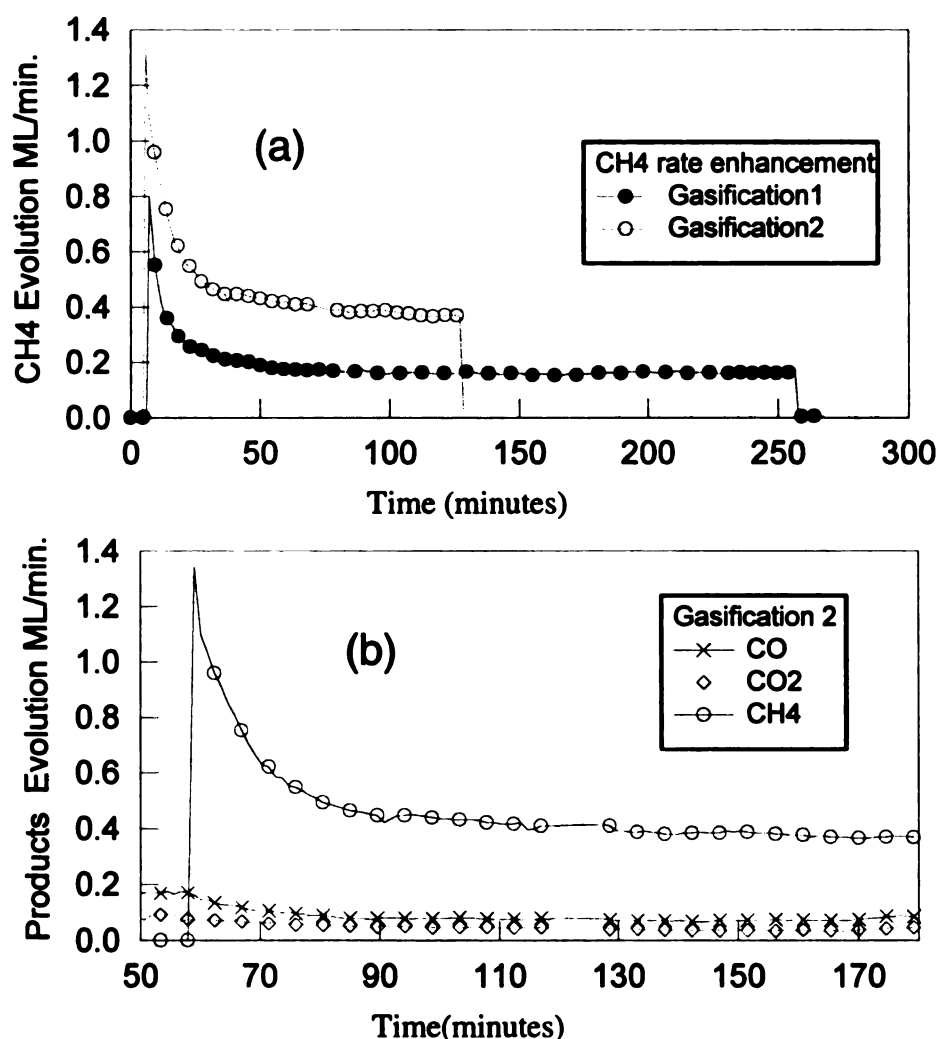 1.4
1.2
1.0
0.8
0.6
0.4
0.2
0.0
CH4 Evolution ML/min.
(a)
CH4 rate enhancement
Gasification1
Gasification2
0 50 100 150 200 250 300
Time (minutes)
1.4
1.2
1.0
0.8
0.6
0.4
0.2
0.0
Products Evolution ML/min.
(b)
Gasification 2
CO
CO2
CH4
50 70 90 110 130 150 170
Time(minutes)